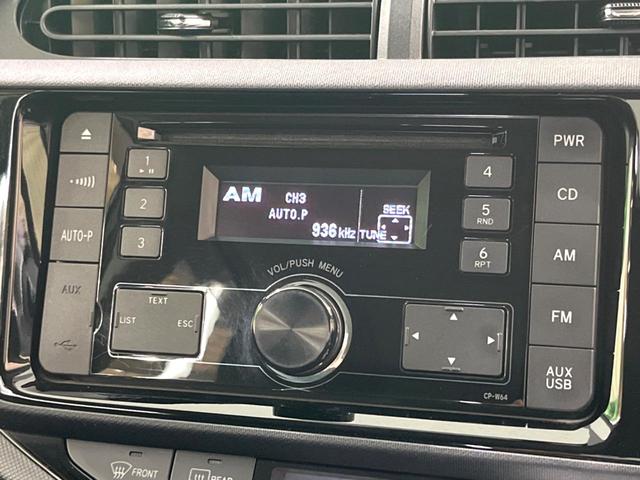 1
2
3
AUTO-P
AUX
AM
CH3
AUTO.P
936 kHz
SEEK
TUNE
VOL/PUSH MENU
TEXT
LIST
ESC
4
5
RND
6
RPT
PWR
CD
AM
FM
AUX
USB
CP-W64
FRONT
REAR